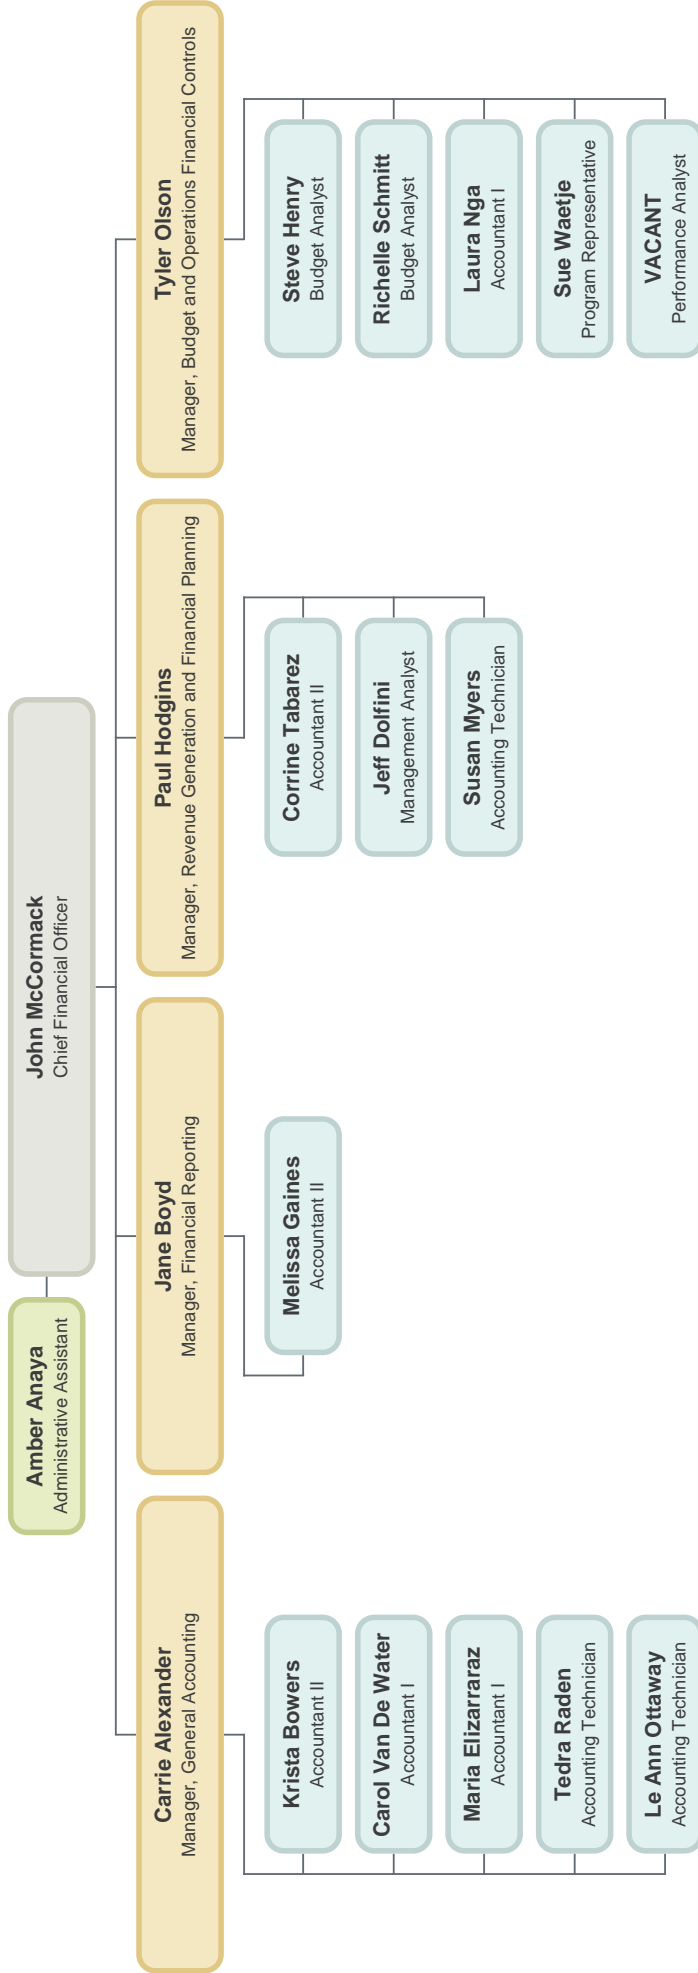 John McCormack
Chief Financial Officer
Amber Anaya
Administrative Assistant
Carrie Alexander
Manager, General Accounting
Krista Bowers
Accountant II
Carol Van De Water
Accountant I
Maria Elizarraraz
Accountant I
Tedra Raden
Accounting Technician
Le Ann Ottaway
Accounting Technician
Jane Boyd
Manager, Financial Reporting
Melissa Gaines
Accountant II
Paul Hodgins
Manager, Revenue Generation and Financial Planning
Corrine Tabarez
Accountant II
Jeff Dolfini
Management Analyst
Susan Myers
Accounting Technician
Tyler Olson
Manager, Budget and Operations Financial Controls
Steve Henry
Budget Analyst
Richelle Schmitt
Budget Analyst
Laura Nga
Accountant I
Sue Waetje
Program Representative
VACANT
Performance Analyst